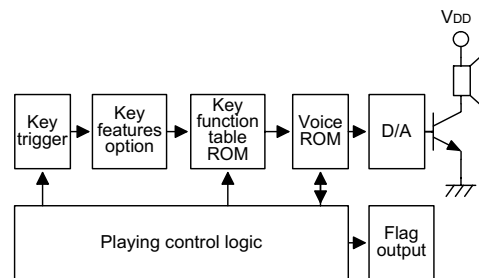 VDD
Key
trigger
Key
features
option
Key
function
table
ROM
Voice
ROM
D/A
Playing control logic
Flag
output